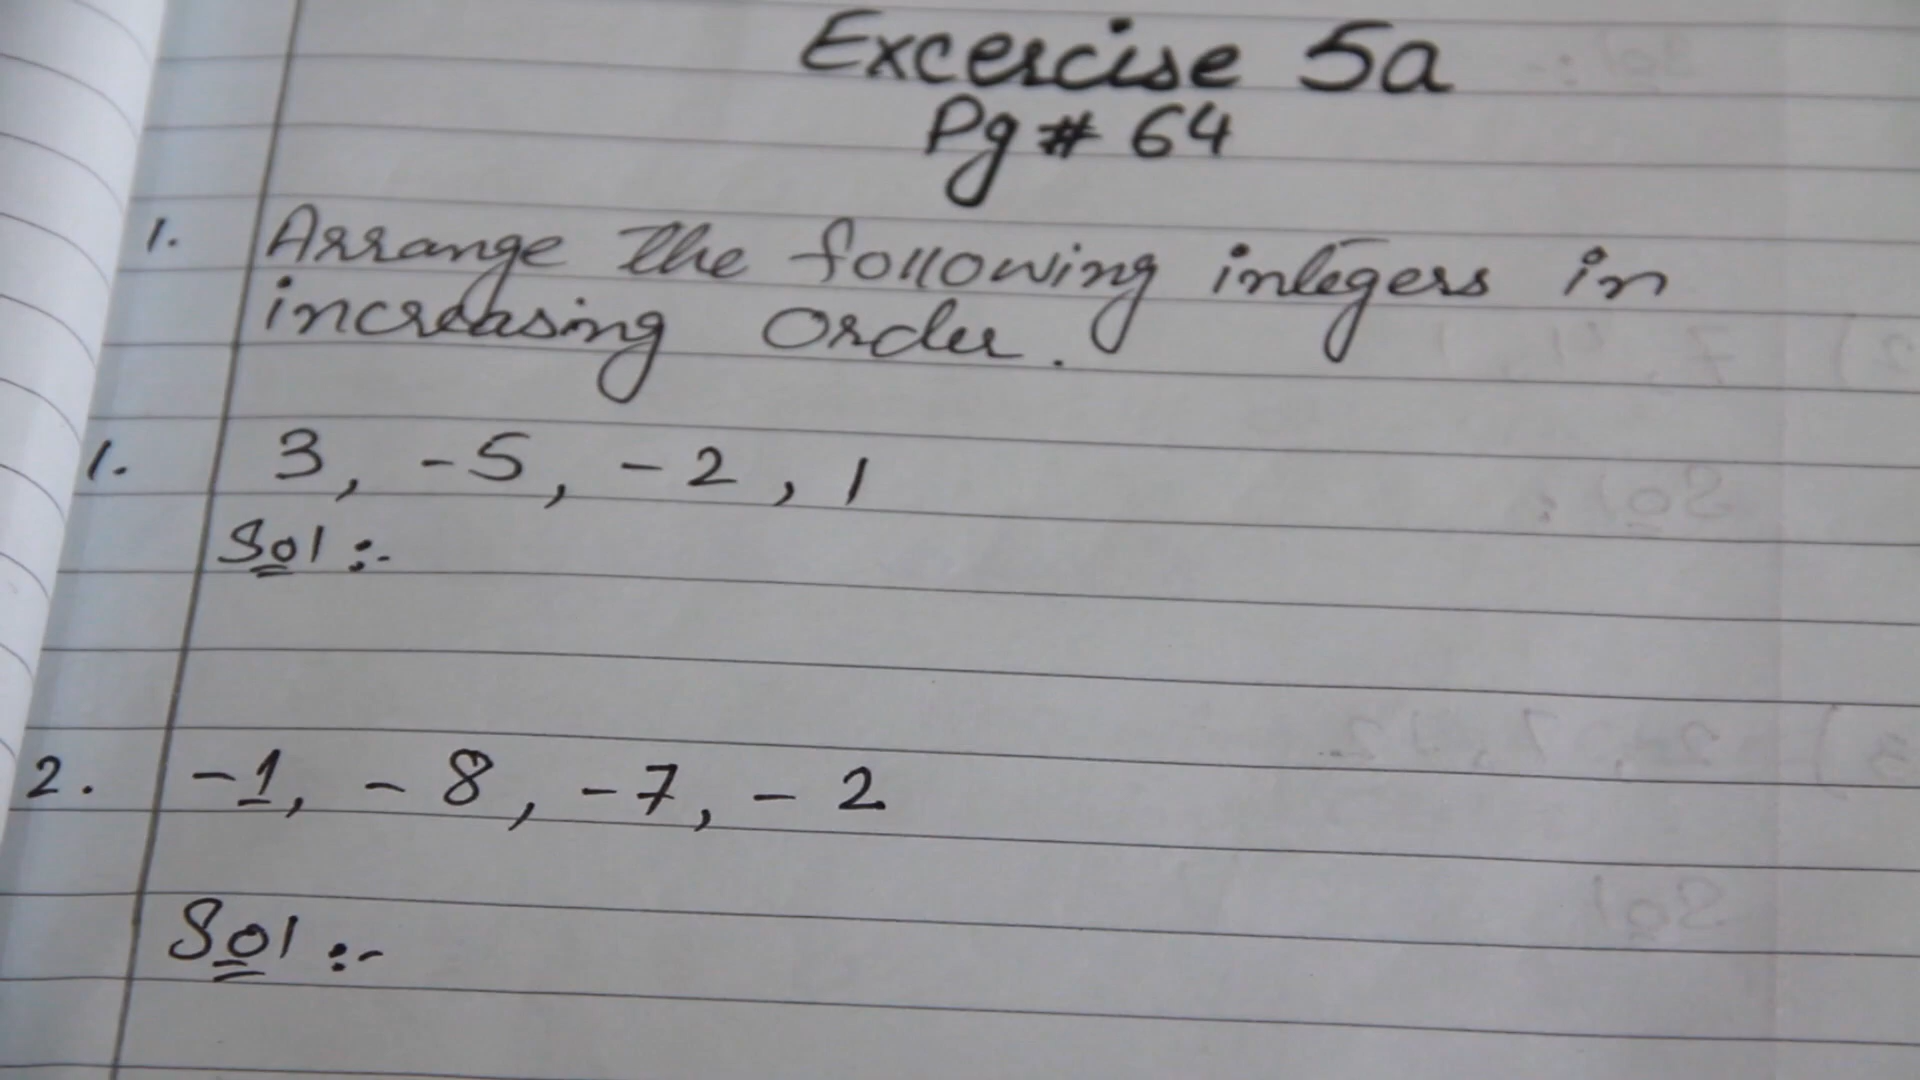 Excercise 5a
Pg # 64
1. Arrange the following integers in
increasing order.
1. 3, -5, -2, 1
Sol :-
2. -1, -8, -7, -2
Sol :-